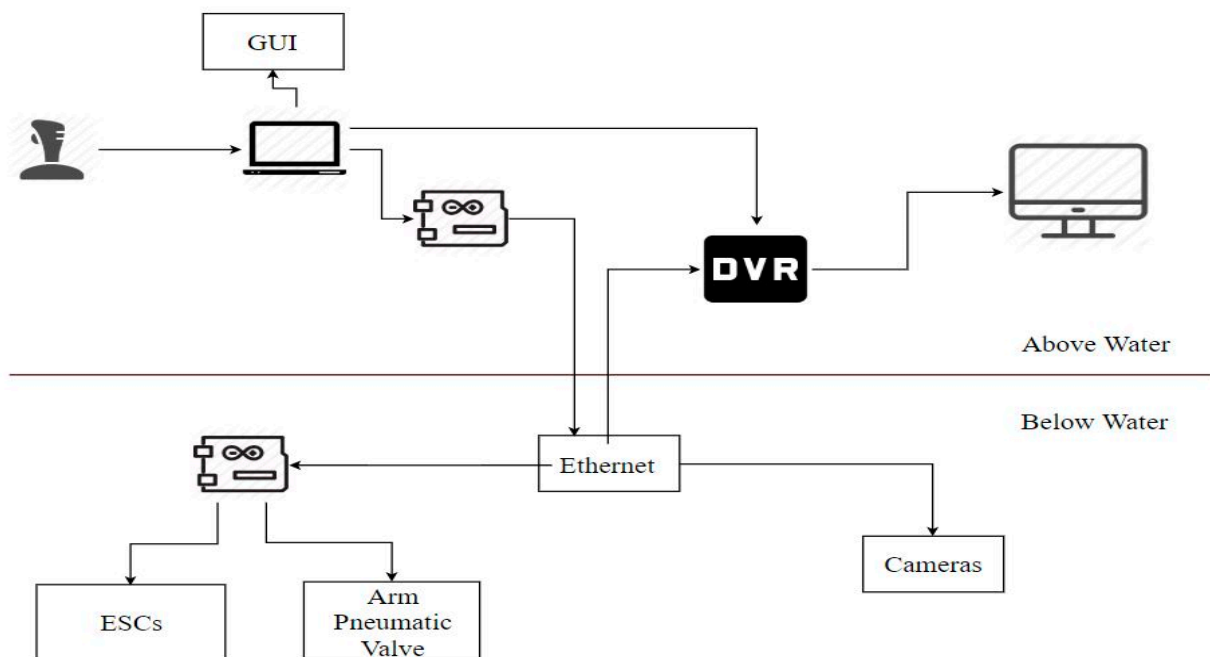 GUI
DVR
Above Water
Below Water
Ethernet
Cameras
ESCs
Arm
Pneumatic
Valve